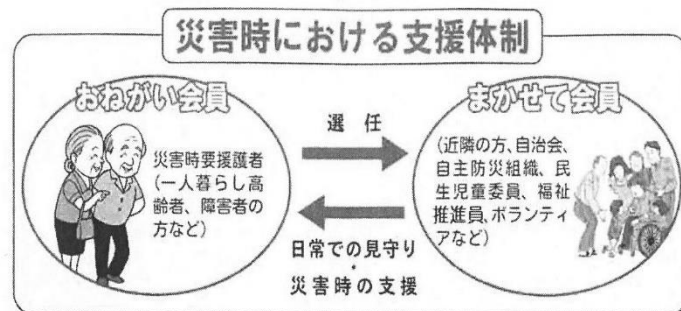 災害時における支援体制
おねがい会員
災害時要援護者
(一人暮らし高
齢者、障害者の
方など)
選任
日常での見守り
・
災害時の支援
まかせて会員
(近隣の方、自治会、
自主防災組織、民
生児童委員、福祉
推進員、ボランティ
アなど)